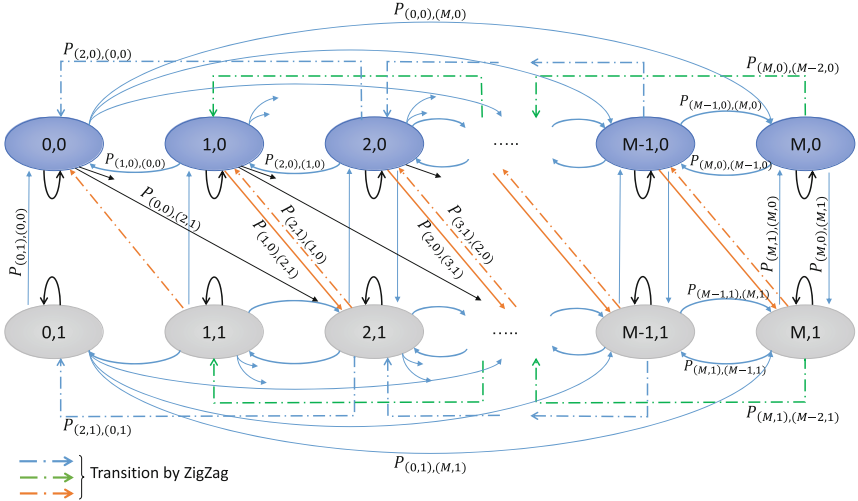 P(0,0),(M,0)
P(2,0),(0,0)
P(M,0),(M−2,0)
P(M−1,0),(M,0)
0,0
1,0
2,0
.....
M-1,0
M,0
P(1,0),(0,0)
P(2,0),(1,0)
P(M,0),(M−1,0)
P(0,1),(0,0)
P(0,0),(2,1)
P(1,0),(2,1)
P(2,1),(1,0)
P(2,0),(3,1)
P(3,1),(2,0)
P(M,1),(M,0)
P(M,0),(M,1)
P(M−1,1),(M,1)
0,1
1,1
2,1
.....
M-1,1
M,1
P(M,1),(M−1,1)
P(2,1),(0,1)
P(M,1),(M−2,1)
P(0,1),(M,1)
Transition by ZigZag